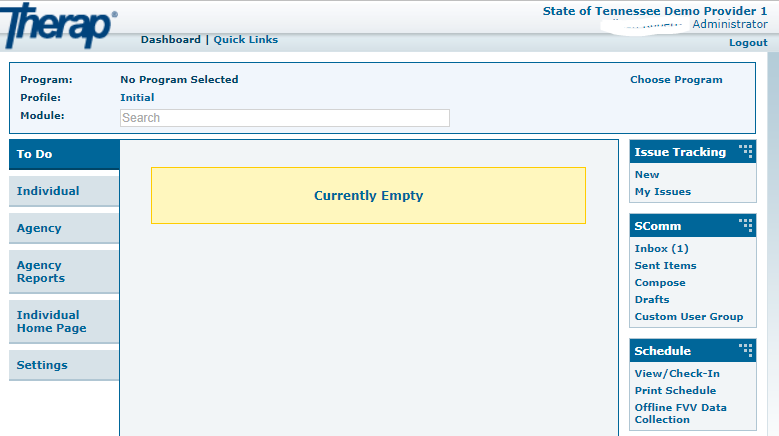 Therap®
State of Tennessee Demo Provider 1
Administrator
Dashboard | Quick Links
Logout
Program: No Program Selected Choose Program
Profile: Initial
Module: Search
To Do
Individual
Agency
Agency
Reports
Individual
Home Page
Settings
Currently Empty
Issue Tracking
New
My Issues
SComm
Inbox (1)
Sent Items
Compose
Drafts
Custom User Group
Schedule
View/Check-In
Print Schedule
Offline FVV Data
Collection